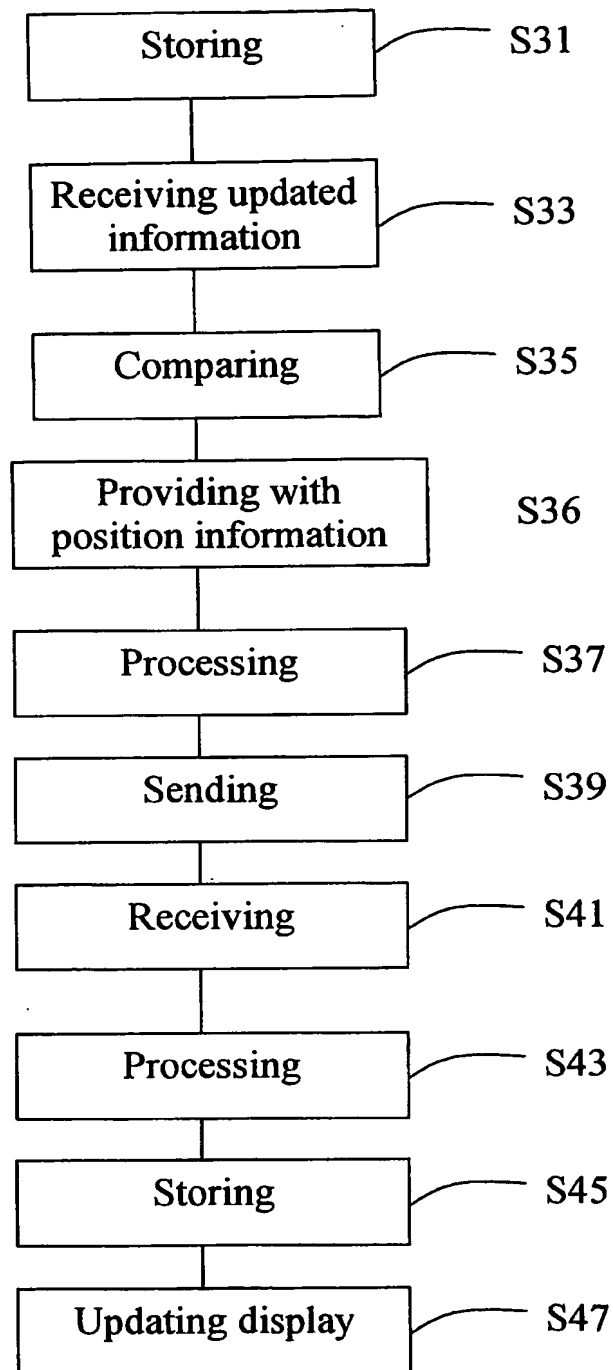 Storing
S31
Receiving updated
information
S33
Comparing
S35
Providing with
position information
S36
Processing
S37
Sending
S39
Receiving
S41
Processing
S43
Storing
S45
Updating display
S47